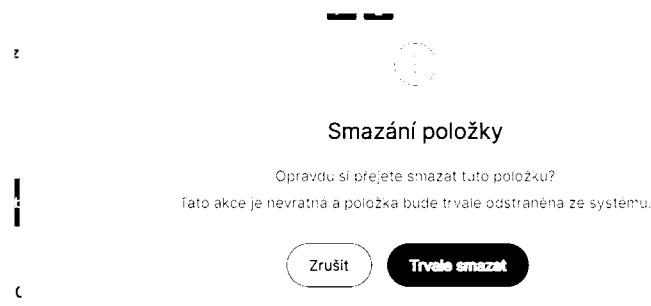 Smazání položky
Opravdu si přejete smazat tuto položku?
Tato akce je nevratná a položka bude trvale odstraněna ze systému.
Zrušit
Trvale smazat